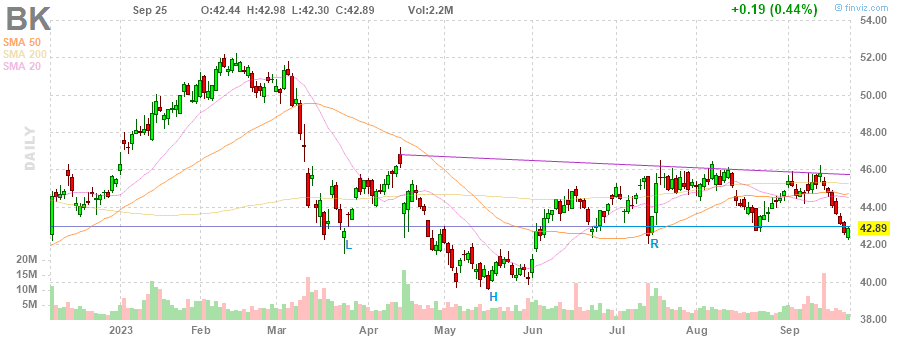 BK
Sep 25 O:42.44 H:42.98 L:42.30 C:42.89 Vol:2.2M +0.19 (0.44%)
© finviz.com
SMA 50
SMA 200
SMA 20
DAILY
54.00
52.00
50.00
48.00
46.00
44.00
42.89
42.00
40.00
38.00
20M
15M
10M
5M
L
H
R
2023 Feb Mar Apr May Jun Jul Aug Sep